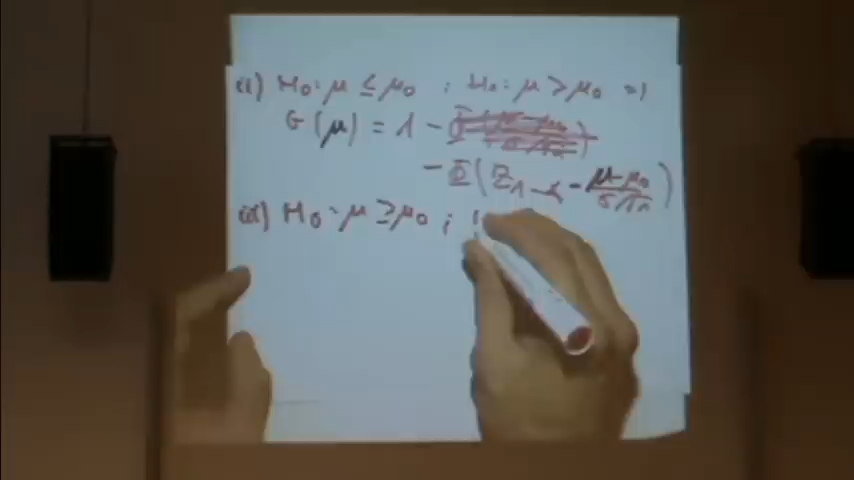 ii) H₀: μ ≤ μ₀ ; H₁: μ > μ₀ ⇒
G(μ) = 1 -
- Φ(Z₁₋α - (μ-μ₀)/(σ/√n))
iii) H₀: μ ≥ μ₀ ;